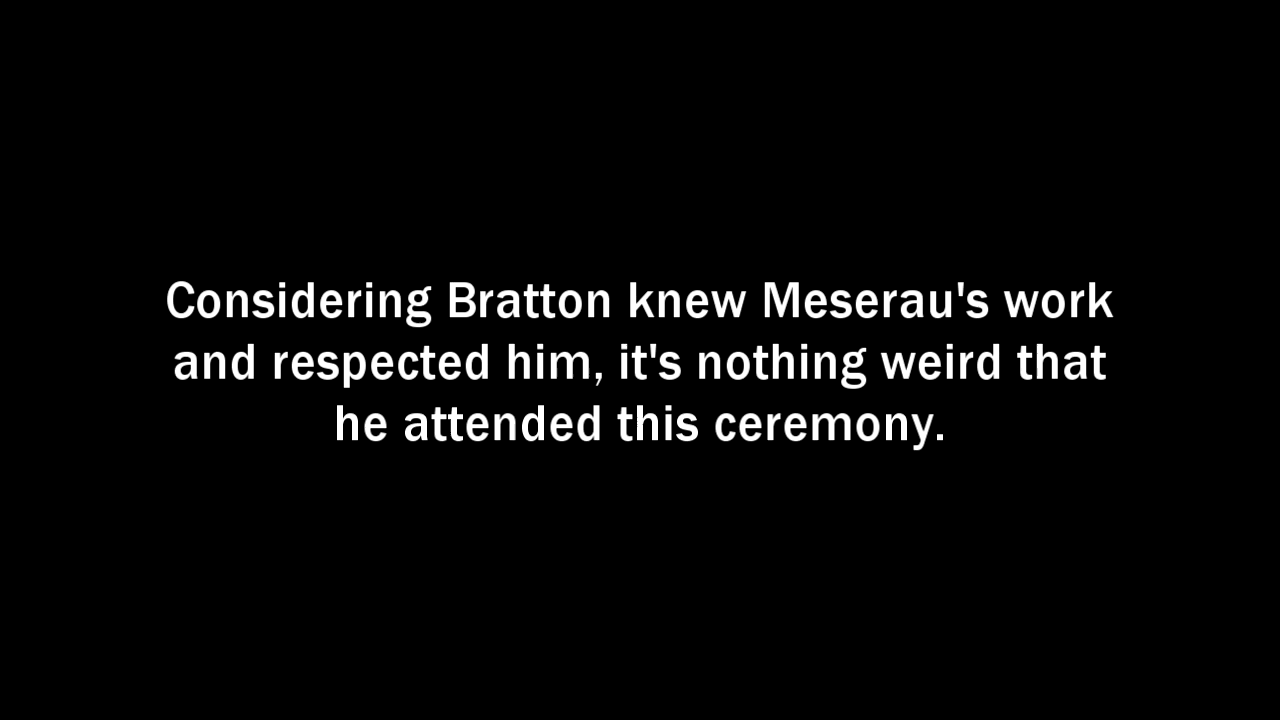 Considering Bratton knew Meserau's work
and respected him, it's nothing weird that
he attended this ceremony.